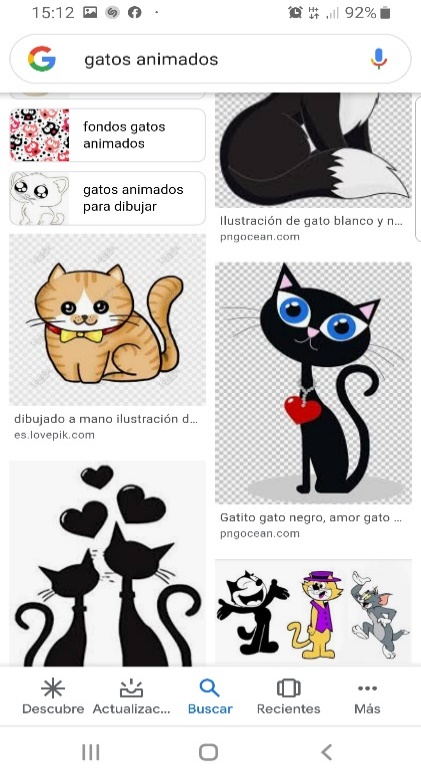 15:12
92%
gatos animados
fondos gatos
animados
gatos animados
para dibujar
Ilustración de gato blanco y n...
pngocean.com
dibujado a mano ilustración d...
es.lovepik.com
Gatito gato negro, amor gato ...
pngocean.com
Descubre Actualizac... Buscar Recientes Más